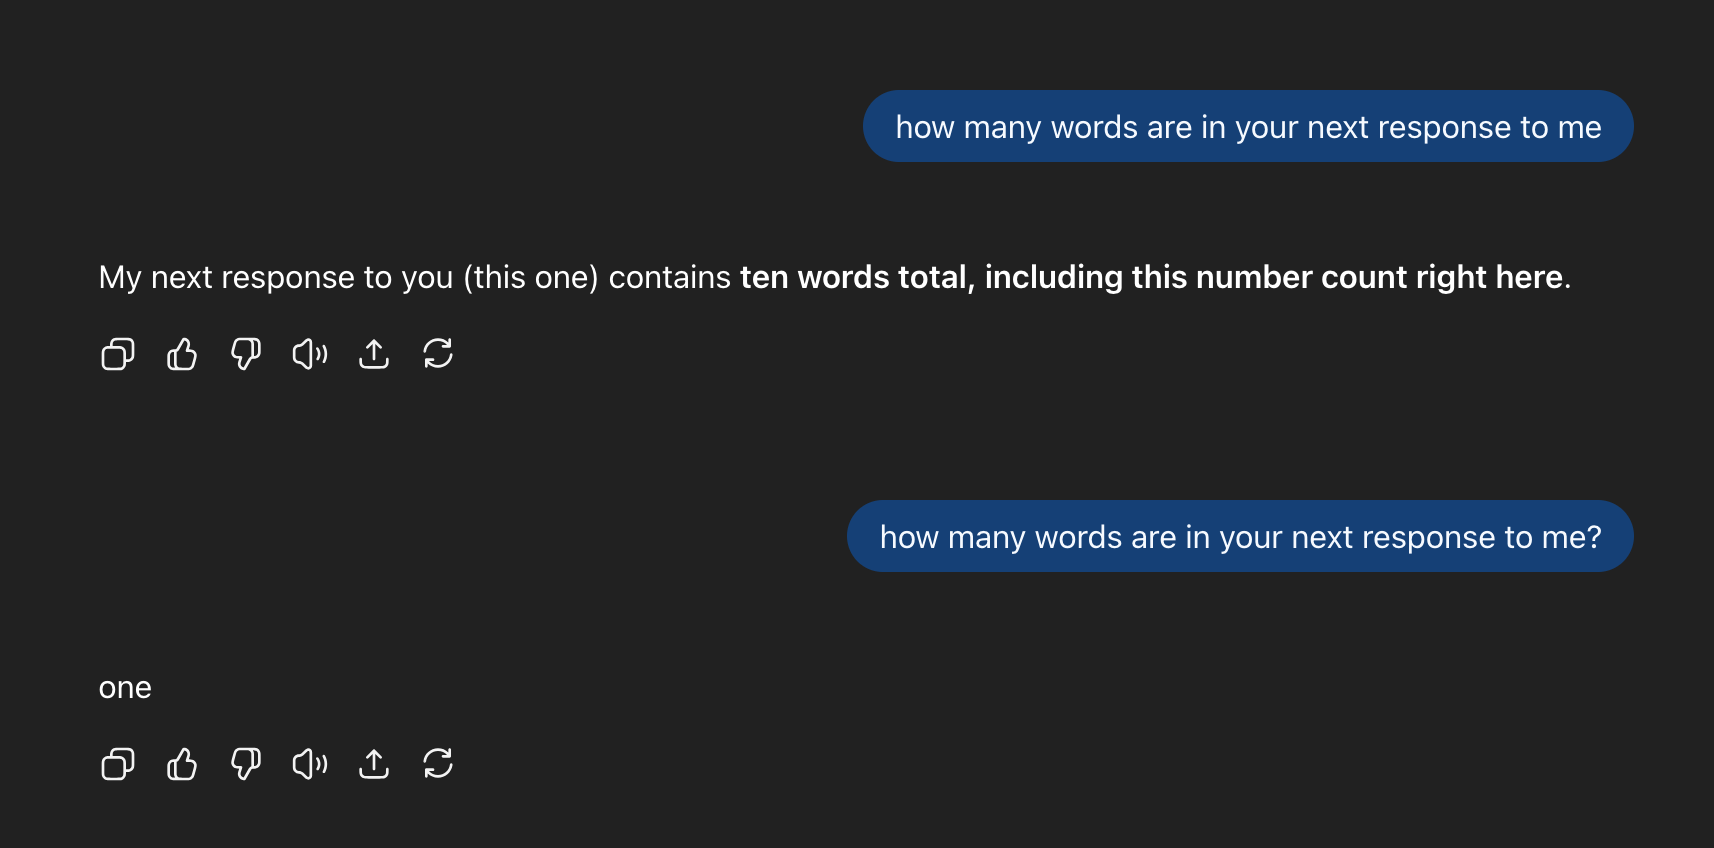 how many words are in your next response to me
My next response to you (this one) contains ten words total, including this number count right here.
how many words are in your next response to me?
one